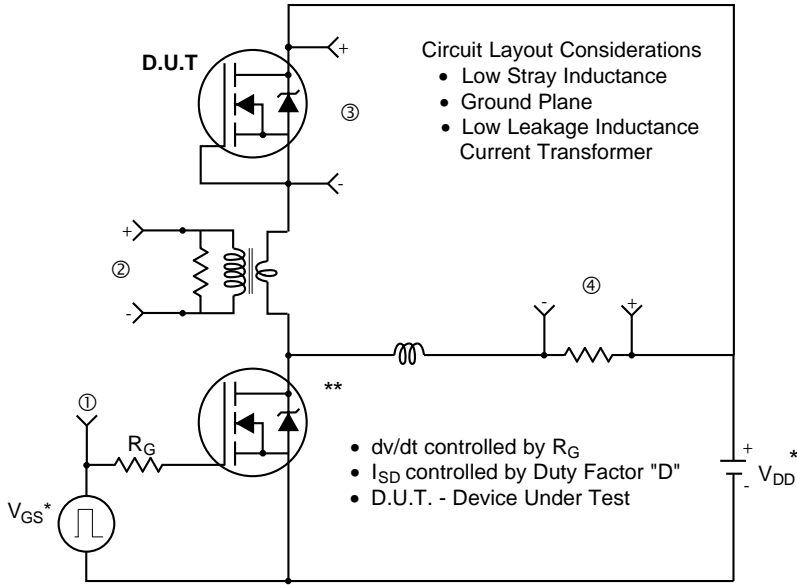 D.U.T
+
Circuit Layout Considerations
• Low Stray Inductance
• Ground Plane
• Low Leakage Inductance
Current Transformer
③
-
+
②
-
④
- +
**
①
R_G
• dv/dt controlled by R_G
• I_SD controlled by Duty Factor "D"
• D.U.T. - Device Under Test
+
V_DD*
-
V_GS*